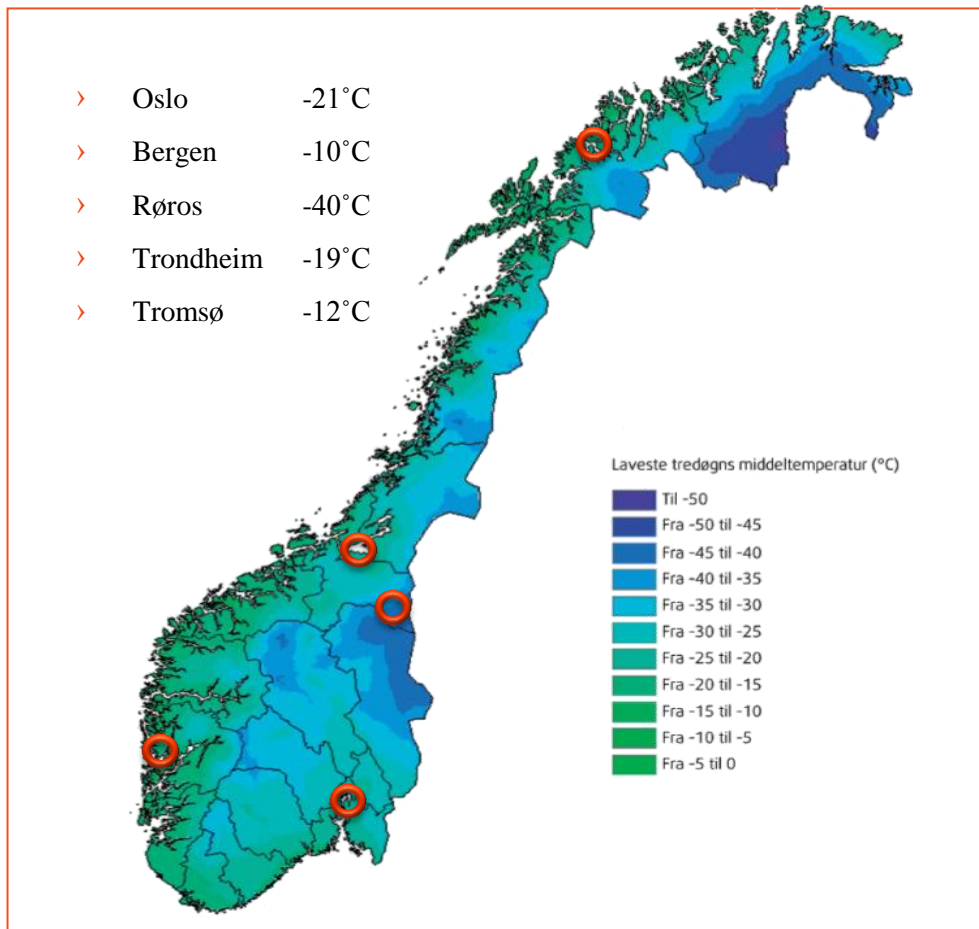 › Oslo -21˚C
› Bergen -10˚C
› Røros -40˚C
› Trondheim -19˚C
› Tromsø -12˚C
Laveste tredøgns middeltemperatur (°C)
Til -50
Fra -50 til -45
Fra -45 til -40
Fra -40 til -35
Fra -35 til -30
Fra -30 til -25
Fra -25 til -20
Fra -20 til -15
Fra -15 til -10
Fra -10 til -5
Fra -5 til 0